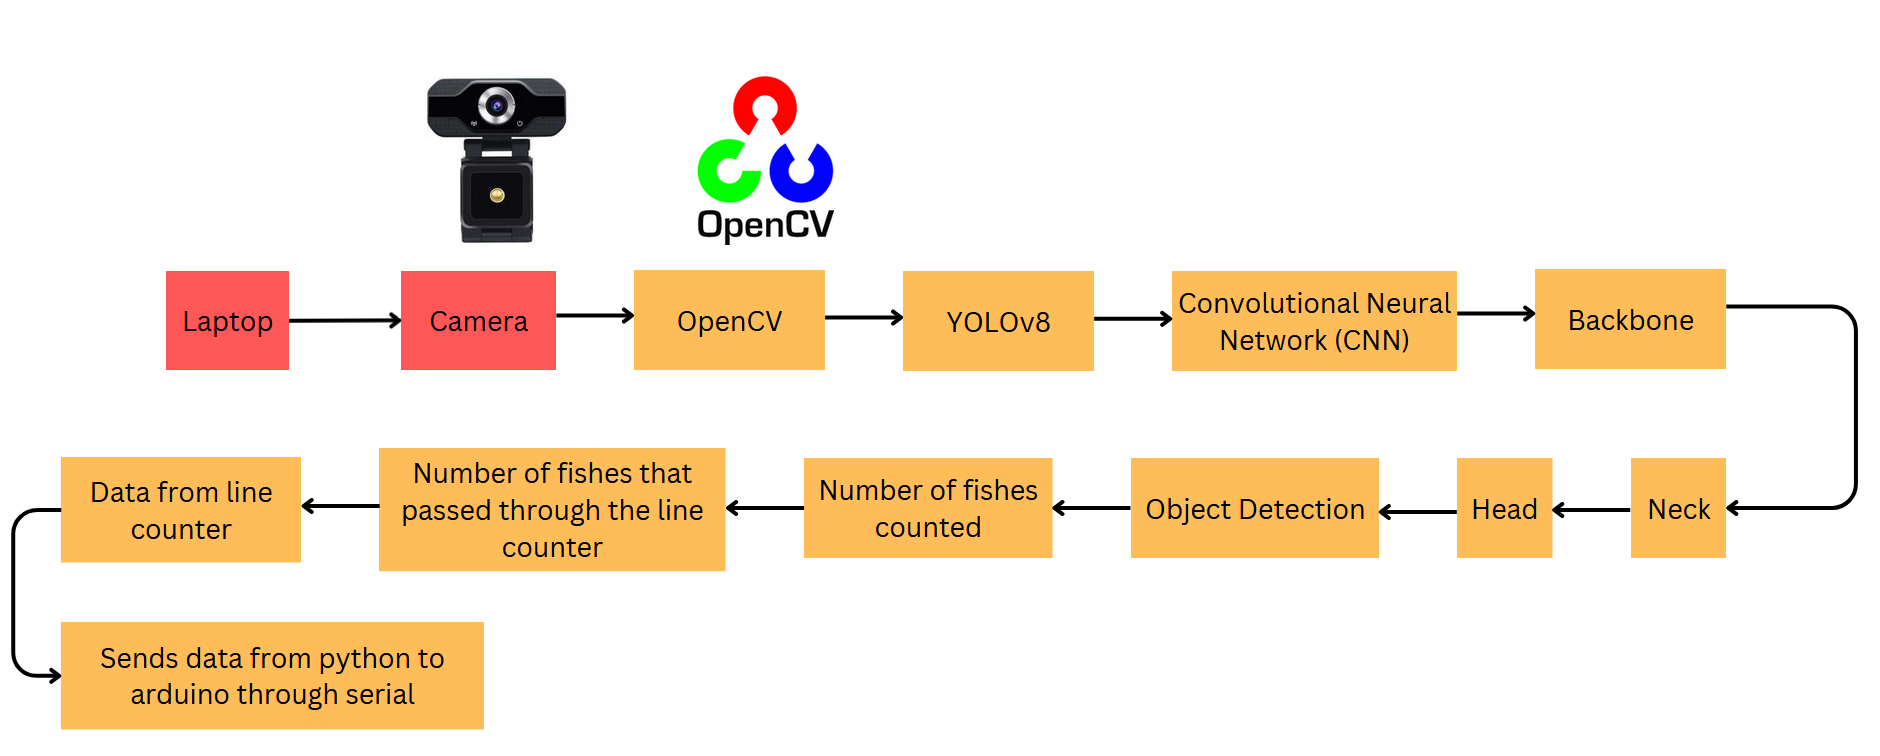 OpenCV
Laptop
Camera
OpenCV
YOLOv8
Convolutional Neural
Network (CNN)
Backbone
Neck
Head
Object Detection
Number of fishes
counted
Number of fishes that
passed through the line
counter
Data from line
counter
Sends data from python to
arduino through serial